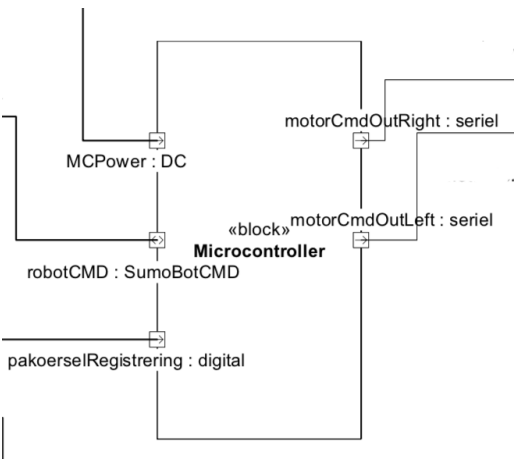 motorCmdOutRight : seriel
MCPower : DC
motorCmdOutLeft : seriel
«block»
Microcontroller
robotCMD : SumoBotCMD
pakoerselRegistrering : digital